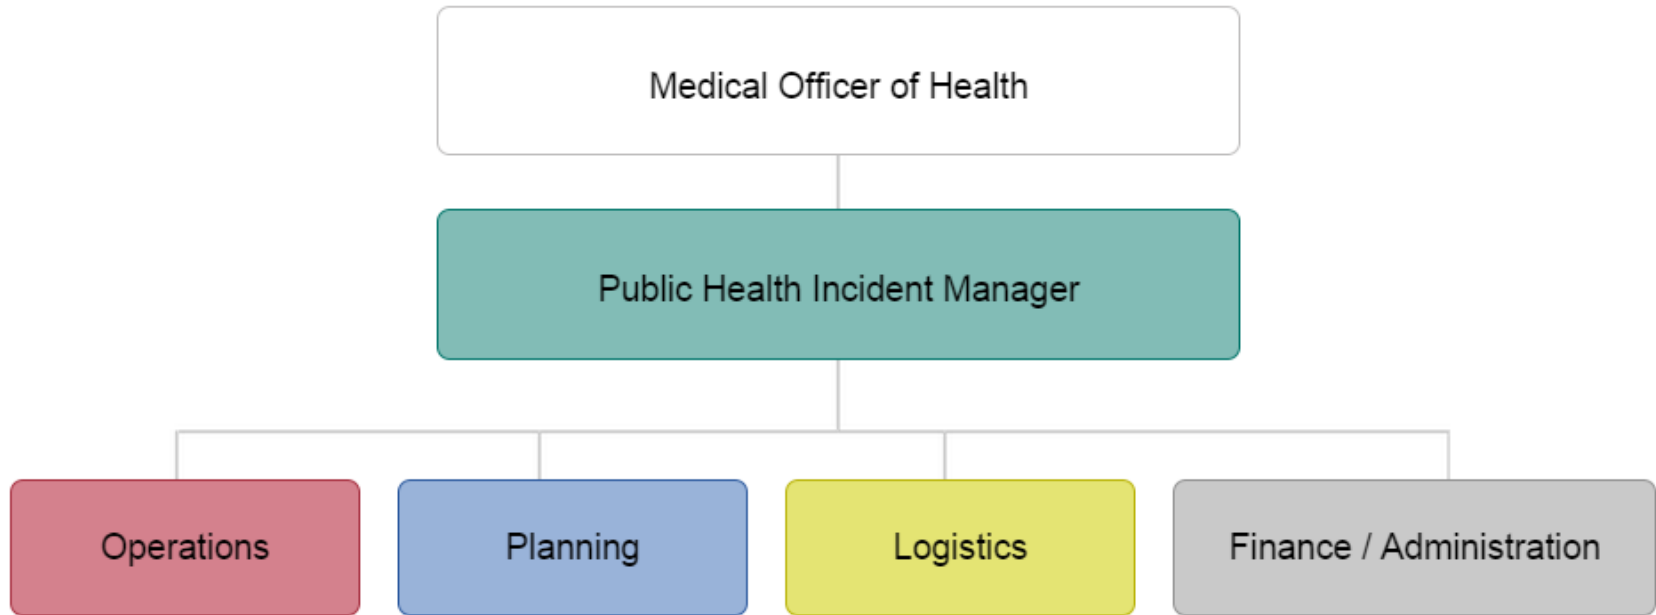 Medical Officer of Health
Public Health Incident Manager
Operations
Planning
Logistics
Finance / Administration